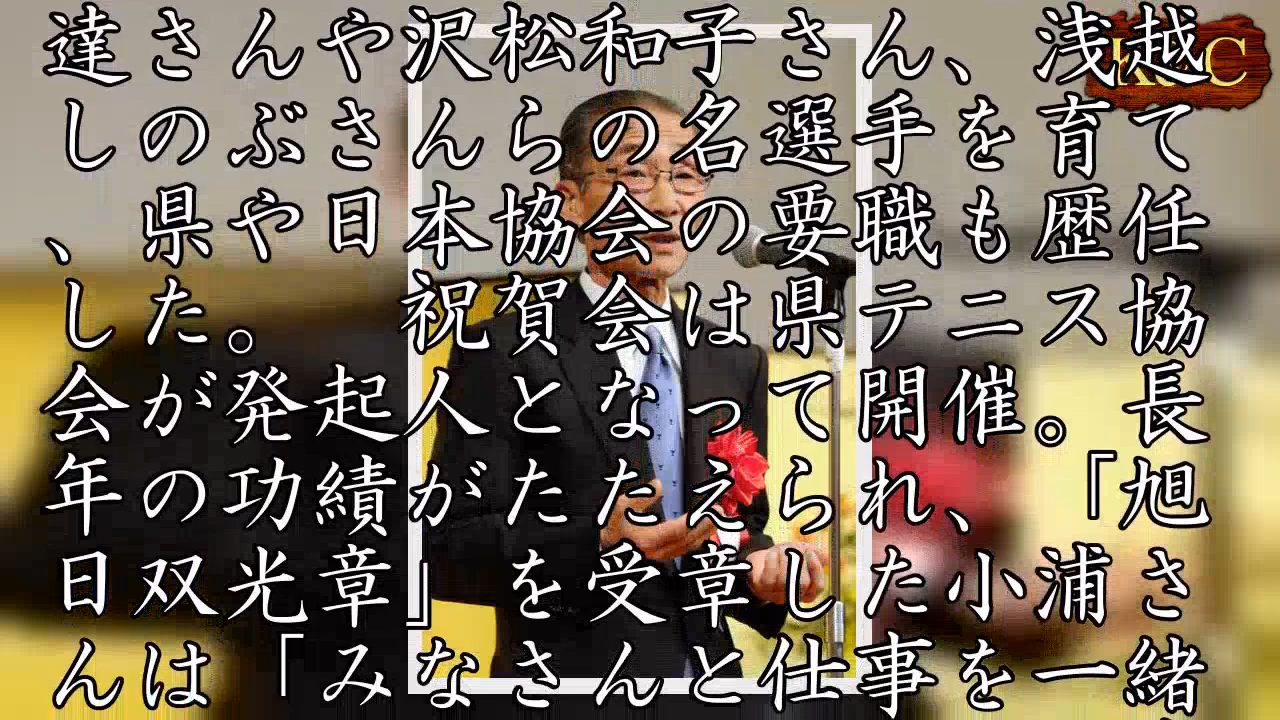 達さんや沢松和子さん、浅越
しのぶさんらの名選手を育て
、県や日本協会の要職も歴任
した。　祝賀会は県テニス協
会が発起人となって開催。長
年の功績がたたえられ、「旭
日双光章」を受章した小浦さ
んは「みなさんと仕事を一緒